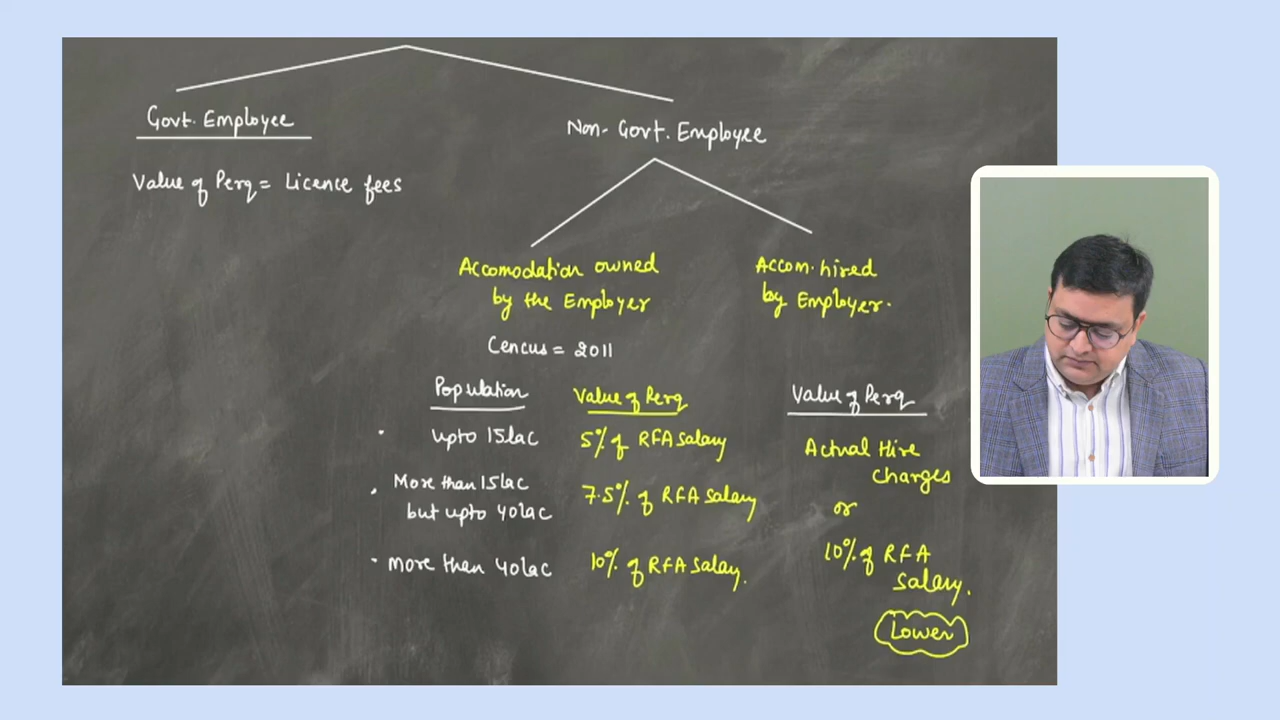 Govt. Employee
Value of Perq = Licence fees
Non-Govt. Employee
Accomodation owned
by the Employer
Cencus = 2011
Population
Value of Perq
upto 15lac
5% of RFA Salary
More than 15lac
but upto 40lac
7.5% of RFA Salary
more than 40lac
10% of RFA Salay.
Accom. hired
by Employer.
Value of Perq
Actual Hire
Charges
or
10% of RFA
Salary.
Lower